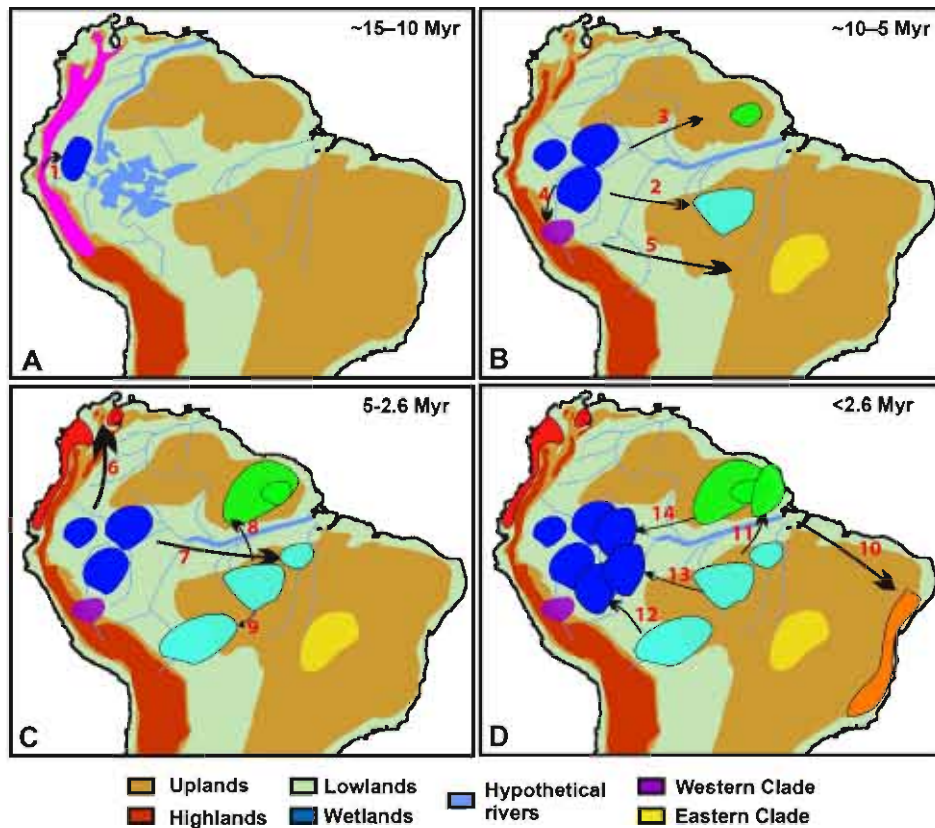 ~15–10 Myr
1
A
~10–5 Myr
3
2
4
5
B
5-2.6 Myr
6
8
7
9
C
<2.6 Myr
14
11
10
13
12
D
Uplands
Lowlands
Hypothetical
rivers
Western Clade
Highlands
Wetlands
Eastern Clade